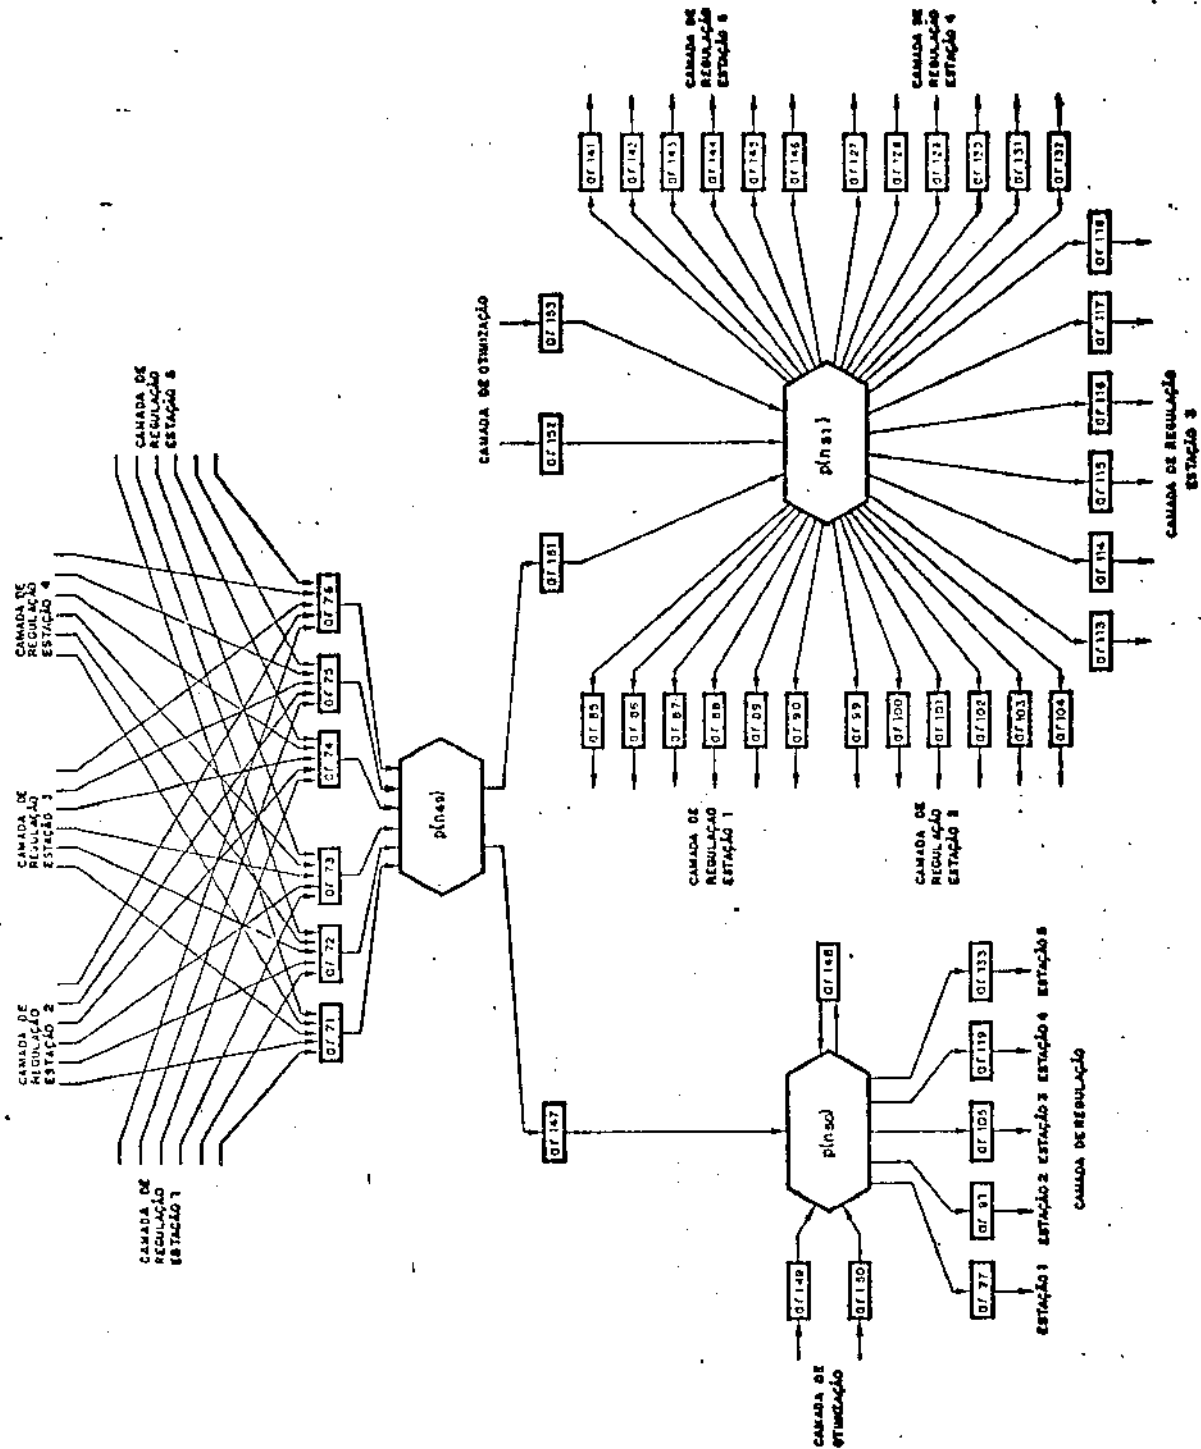 CAMADA DE
REGULAÇÃO
ESTAÇÃO 1
CAMADA DE
REGULAÇÃO
ESTAÇÃO 2
CAMADA DE
REGULAÇÃO
ESTAÇÃO 3
CAMADA DE
REGULAÇÃO
ESTAÇÃO 4
CAMADA DE
REGULAÇÃO
ESTAÇÃO 5
ar 71
ar 72
ar 73
ar 74
ar 75
ar 76
p(n49)
CAMADA DE OTIMIZAÇÃO
ar 147
ar 151
ar 152
ar 153
CAMADA DE
OTIMIZAÇÃO
ar 149
ar 150
p(n50)
ar 148
ar 77
ar 91
ar 105
ar 119
ar 133
ESTAÇÃO 1 ESTAÇÃO 2 ESTAÇÃO 3 ESTAÇÃO 4 ESTAÇÃO 5
CAMADA DE REGULAÇÃO
p(n51)
ar 85
ar 86
ar 87
ar 88
ar 89
ar 90
CAMADA DE
REGULAÇÃO
ESTAÇÃO 1
ar 99
ar 100
ar 101
ar 102
ar 103
ar 104
CAMADA DE
REGULAÇÃO
ESTAÇÃO 2
ar 113
ar 114
ar 115
ar 116
ar 117
ar 118
CAMADA DE REGULAÇÃO
ESTAÇÃO 3
ar 127
ar 128
ar 129
ar 130
ar 131
ar 132
CAMADA DE
REGULAÇÃO
ESTAÇÃO 4
ar 141
ar 142
ar 143
ar 144
ar 145
ar 146
CAMADA DE
REGULAÇÃO
ESTAÇÃO 5